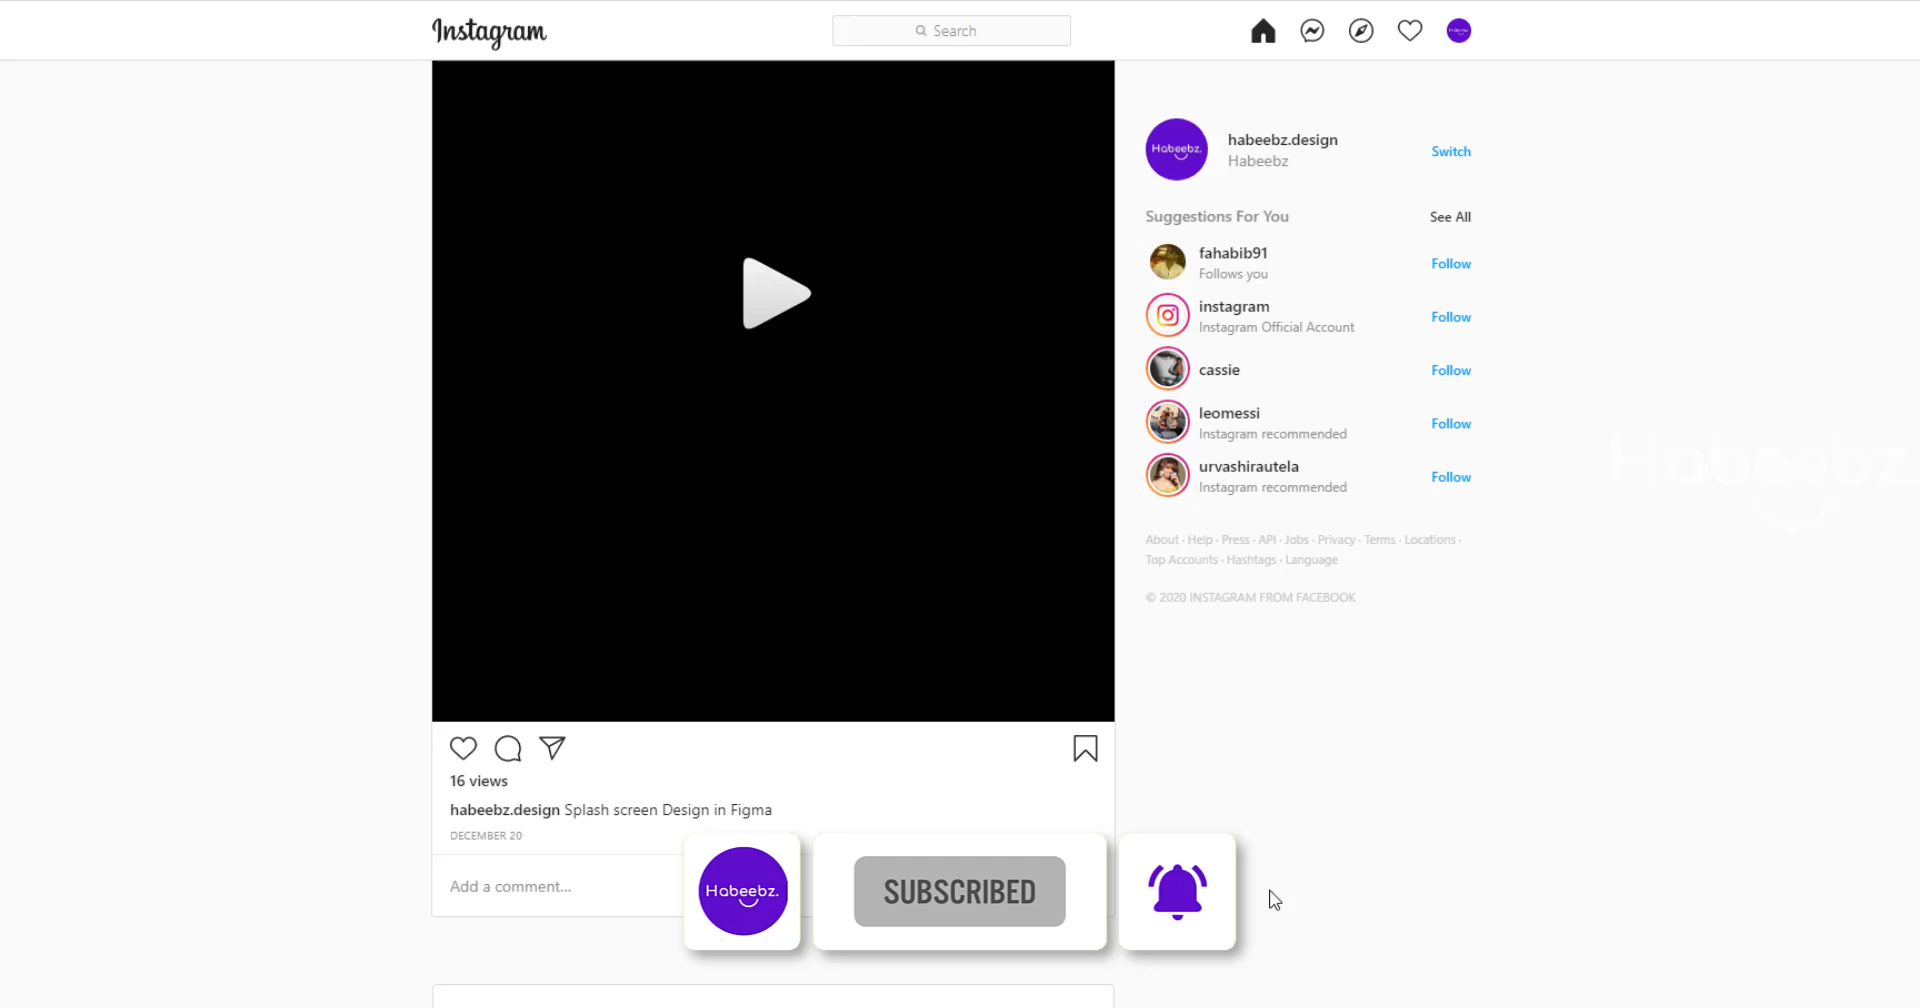 Instagram
Search
Habeebz.
habeebz.design
Habeebz
Switch
Suggestions For You
See All
fahabib91
Follows you
Follow
instagram
Instagram Official Account
Follow
cassie
Follow
leomessi
Instagram recommended
Follow
urvashirautela
Instagram recommended
Follow
Habeebz
About · Help · Press · API · Jobs · Privacy · Terms · Locations ·
Top Accounts · Hashtags · Language
© 2020 INSTAGRAM FROM FACEBOOK
16 views
habeebz.design Splash screen Design in Figma
DECEMBER 20
Add a comment...
Habeebz.
SUBSCRIBED